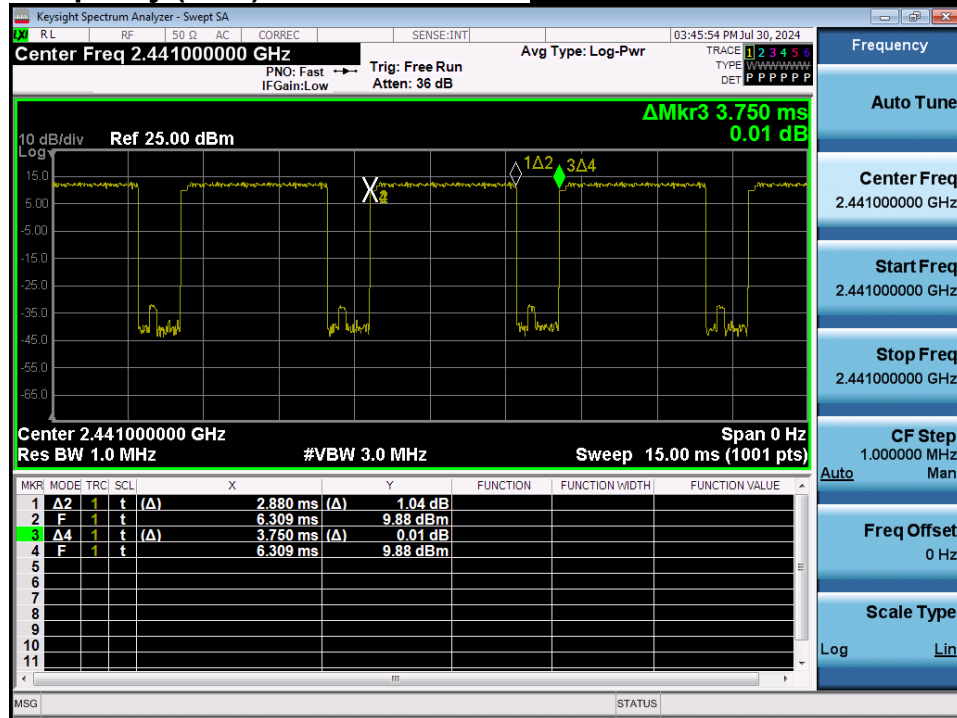 Keysight Spectrum Analyzer - Swept SA
LXI RL RF 50 Ω AC CORREC SENSE:INT 03:45:54 PM Jul 30, 2024
Center Freq 2.441000000 GHz
PNO: Fast
IFGain:Low
Trig: Free Run
Atten: 36 dB
Avg Type: Log-Pwr
TRACE 1 2 3 4 5 6
TYPE WWWWWW
DET P P P P P P
ΔMkr3 3.750 ms
0.01 dB
10 dB/div Ref 25.00 dBm
Log
1Δ2 3Δ4
15.0
5.00
-5.00
-15.0
-25.0
-35.0
-45.0
-55.0
-65.0
Center 2.441000000 GHz Span 0 Hz
Res BW 1.0 MHz #VBW 3.0 MHz Sweep 15.00 ms (1001 pts)
MKR MODE TRC SCL X Y FUNCTION FUNCTION WIDTH FUNCTION VALUE
1 Δ2 1 t (Δ) 2.880 ms (Δ) 1.04 dB
2 F 1 t 6.309 ms 9.88 dBm
3 Δ4 1 t (Δ) 3.750 ms (Δ) 0.01 dB
4 F 1 t 6.309 ms 9.88 dBm
5
6
7
8
9
10
11
MSG STATUS
Frequency
Auto Tune
Center Freq
2.441000000 GHz
Start Freq
2.441000000 GHz
Stop Freq
2.441000000 GHz
CF Step
1.000000 MHz
Auto Man
Freq Offset
0 Hz
Scale Type
Log Lin